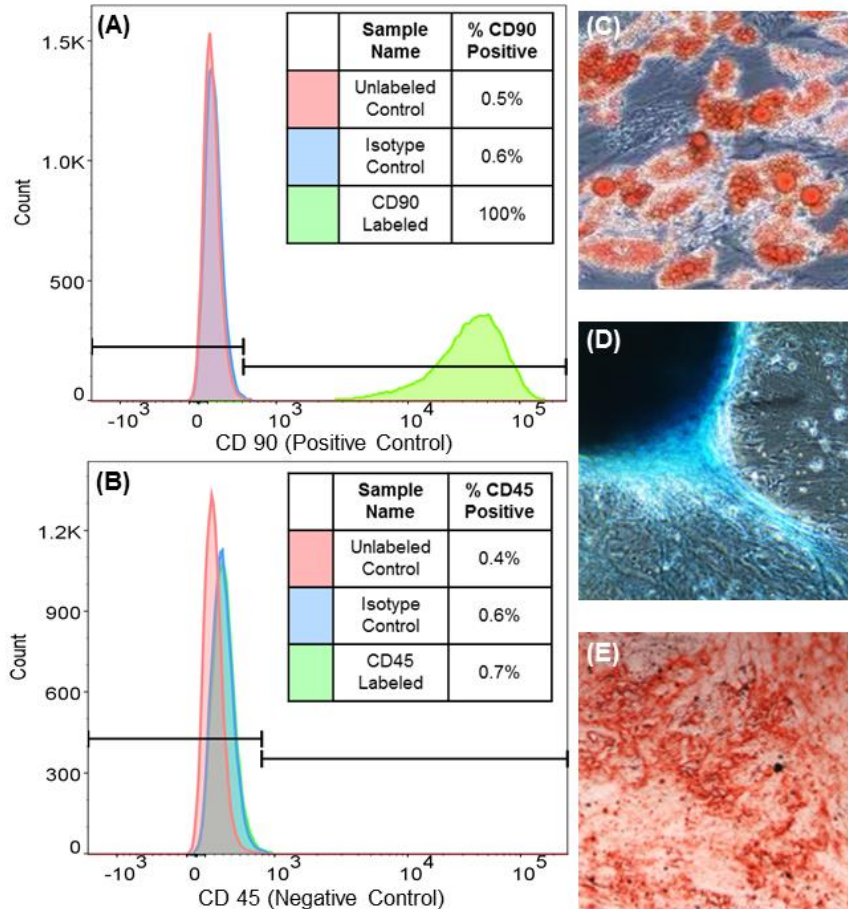 (A)
1.5K
1.0K
500
0
Count
Sample Name
% CD90 Positive
Unlabeled Control
0.5%
Isotype Control
0.6%
CD90 Labeled
100%
-10³
0
10³
10⁴
10⁵
CD 90 (Positive Control)
(B)
1.2K
900
600
300
0
Count
Sample Name
% CD45 Positive
Unlabeled Control
0.4%
Isotype Control
0.6%
CD45 Labeled
0.7%
-10³
0
10³
10⁴
10⁵
CD 45 (Negative Control)
(C)
(D)
(E)